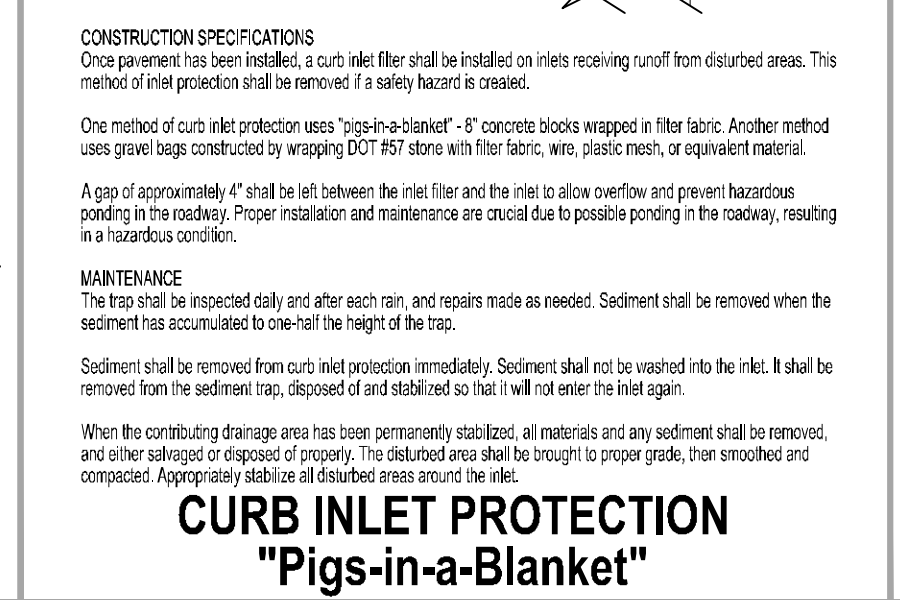 CONSTRUCTION SPECIFICATIONS
Once pavement has been installed, a curb inlet filter shall be installed on inlets receiving runoff from disturbed areas. This
method of inlet protection shall be removed if a safety hazard is created.
One method of curb inlet protection uses "pigs-in-a-blanket" - 8" concrete blocks wrapped in filter fabric. Another method
uses gravel bags constructed by wrapping DOT #57 stone with filter fabric, wire, plastic mesh, or equivalent material.
A gap of approximately 4" shall be left between the inlet filter and the inlet to allow overflow and prevent hazardous
ponding in the roadway. Proper installation and maintenance are crucial due to possible ponding in the roadway, resulting
in a hazardous condition.
MAINTENANCE
The trap shall be inspected daily and after each rain, and repairs made as needed. Sediment shall be removed when the
sediment has accumulated to one-half the height of the trap.
Sediment shall be removed from curb inlet protection immediately. Sediment shall not be washed into the inlet. It shall be
removed from the sediment trap, disposed of and stabilized so that it will not enter the inlet again.
When the contributing drainage area has been permanently stabilized, all materials and any sediment shall be removed,
and either salvaged or disposed of properly. The disturbed area shall be brought to proper grade, then smoothed and
compacted. Appropriately stabilize all disturbed areas around the inlet.
CURB INLET PROTECTION
"Pigs-in-a-Blanket"